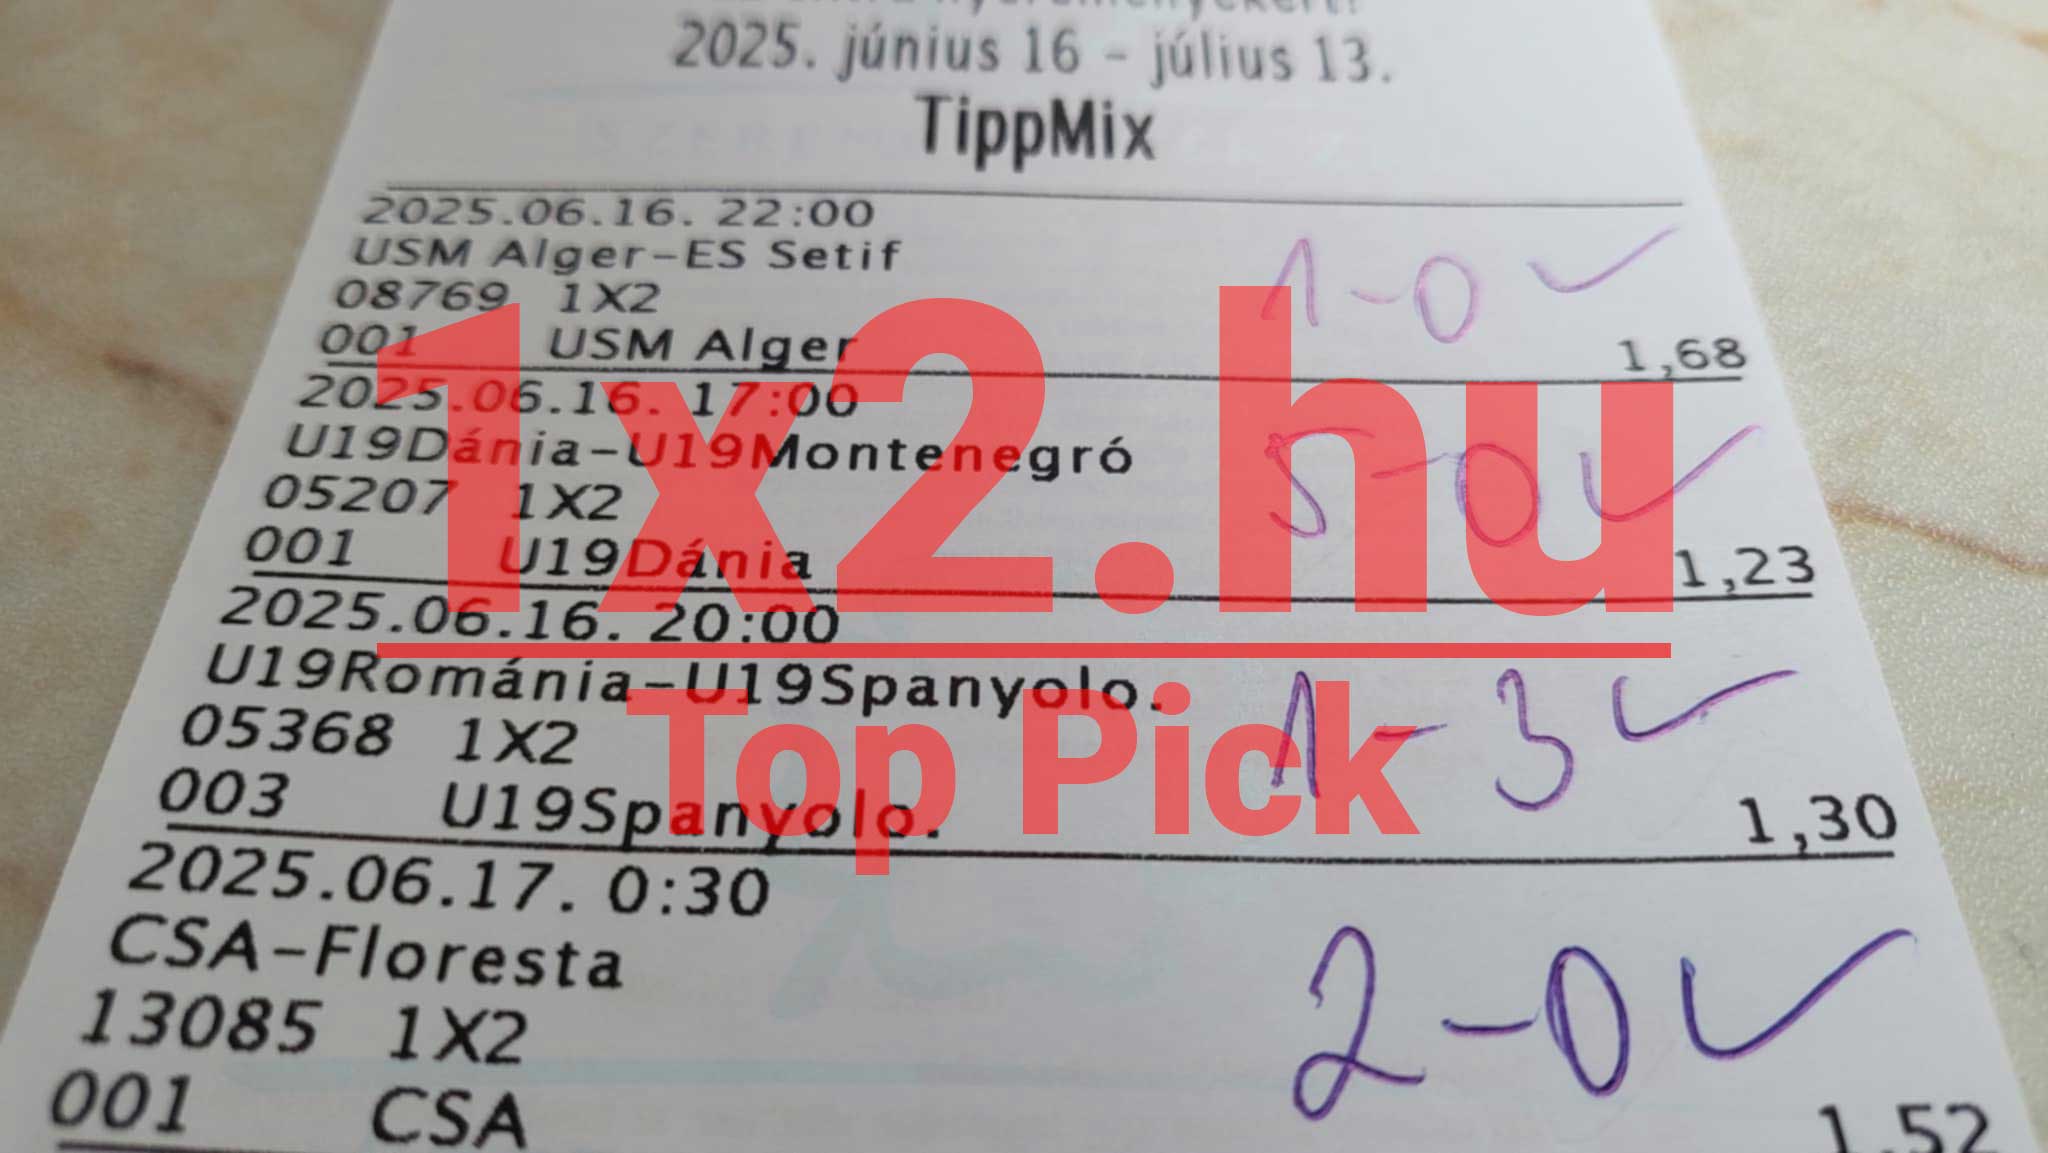 2025. június 16 - július 13.
TippMix
2025.06.16. 22:00
USM Alger-ES Setif
1-0 ✓
08769 1X2
001 USM Alger 1,68
2025.06.16. 17:00
U19Dánia-U19Montenegró
5-0 ✓
05207 1X2
001 U19Dánia 1,23
2025.06.16. 20:00
U19Románia-U19Spanyolo.
1-3 ✓
05368 1X2
003 U19Spanyolo. 1,30
2025.06.17. 0:30
CSA-Floresta
2-0 ✓
13085 1X2
001 CSA 1,52
1x2.hu
Top Pick